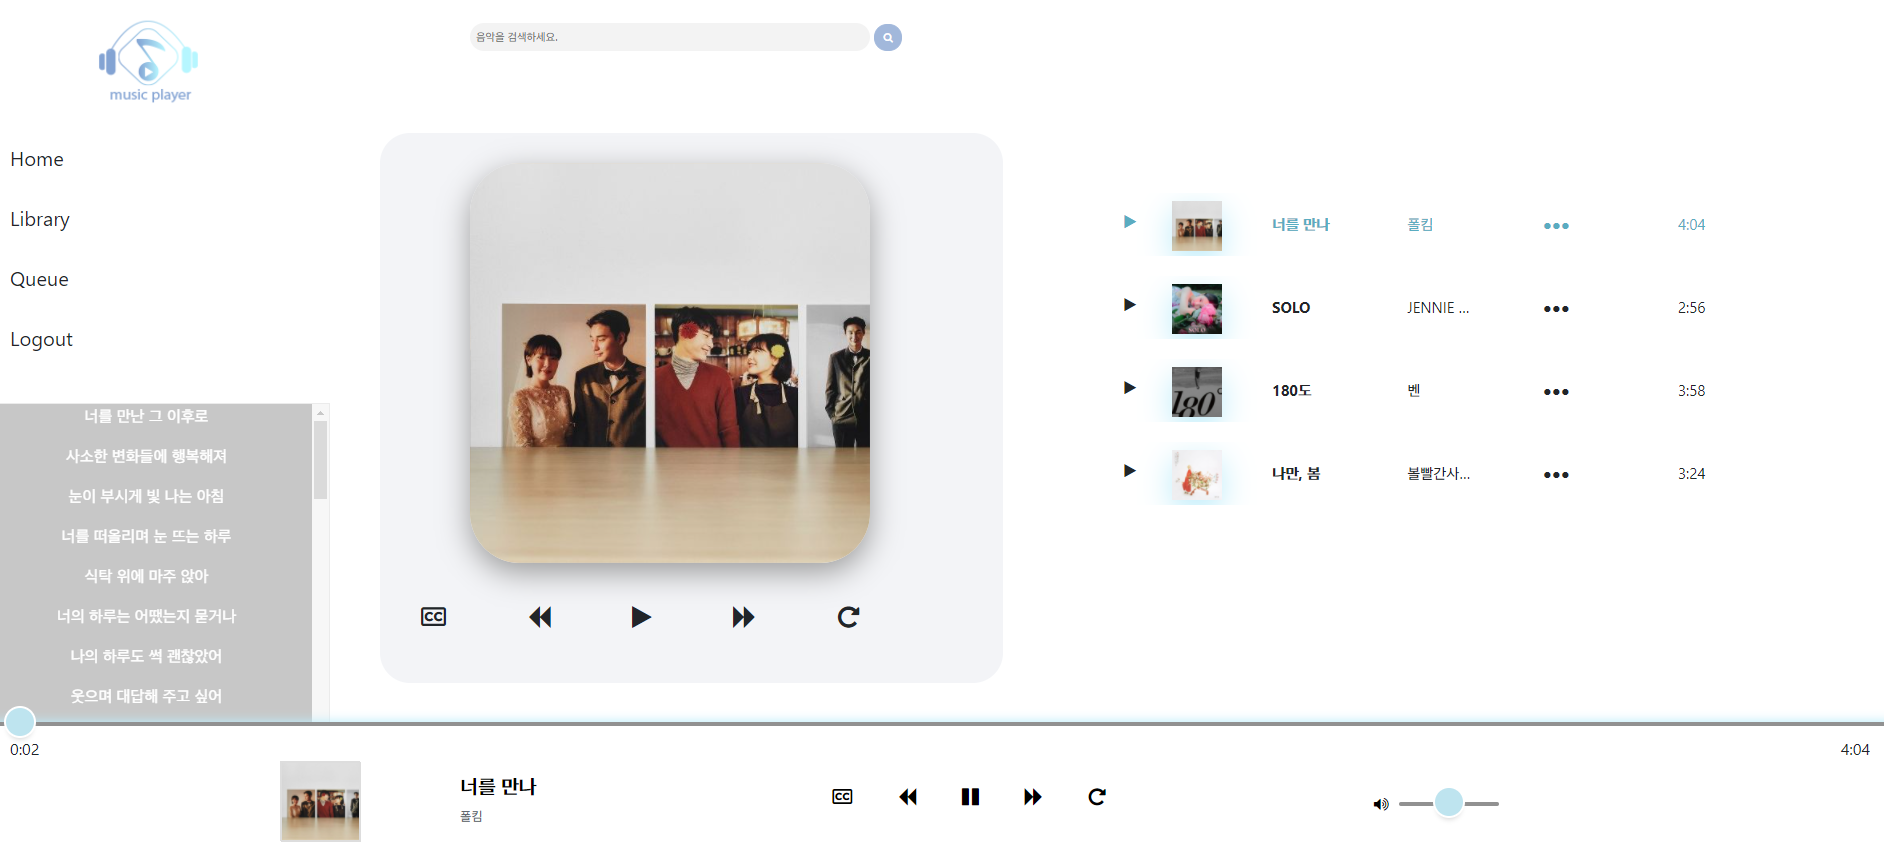 music player
음악을 검색하세요.
Home
Library
Queue
Logout
너를 만난 그 이후로
사소한 변화들에 행복해져
눈이 부시게 빛 나는 아침
너를 떠올리며 눈 뜨는 하루
식탁 위에 마주 앉아
너의 하루는 어땠는지 묻거나
나의 하루도 썩 괜찮았어
웃으며 대답해 주고 싶어
CC
너를 만나 폴킴 ●●● 4:04
SOLO JENNIE ... ●●● 2:56
180도 벤 ●●● 3:58
나만, 봄 볼빨간사... ●●● 3:24
SOLO
180°
0:02
4:04
너를 만나
폴킴
CC